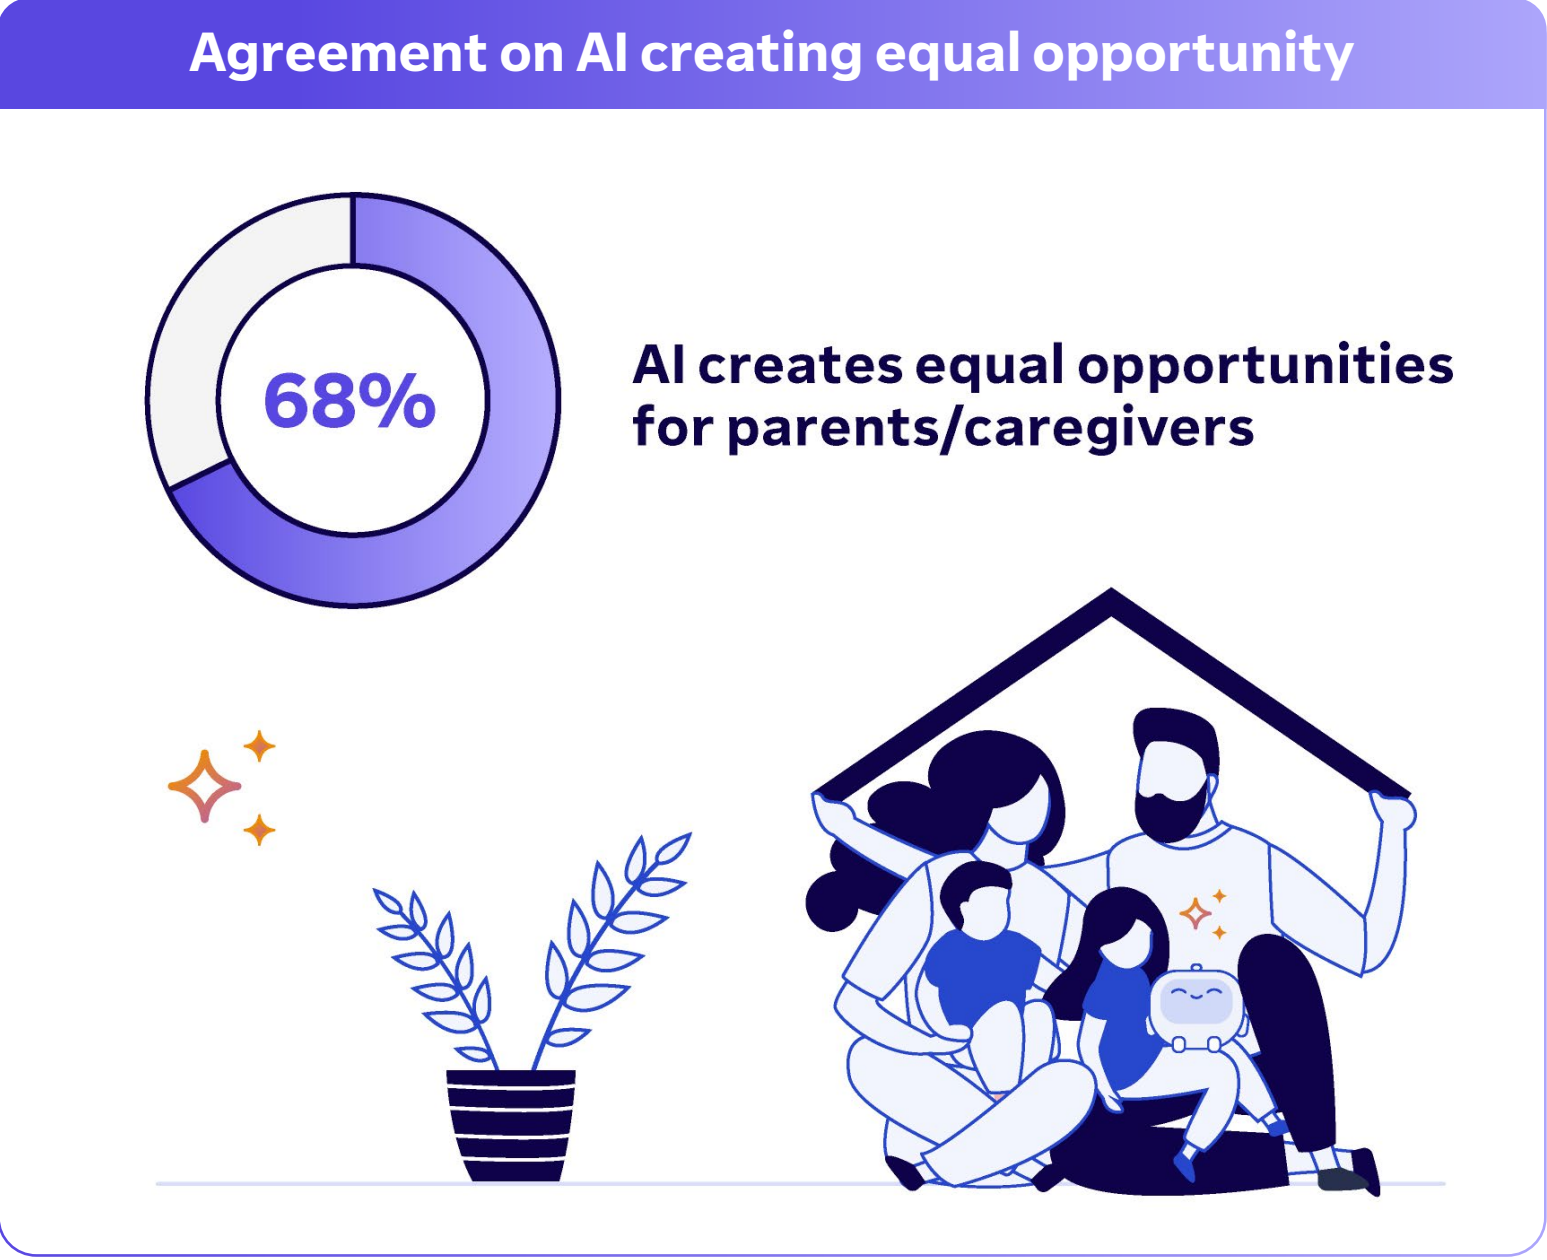 Agreement on AI creating equal opportunity
68%
AI creates equal opportunities
for parents/caregivers